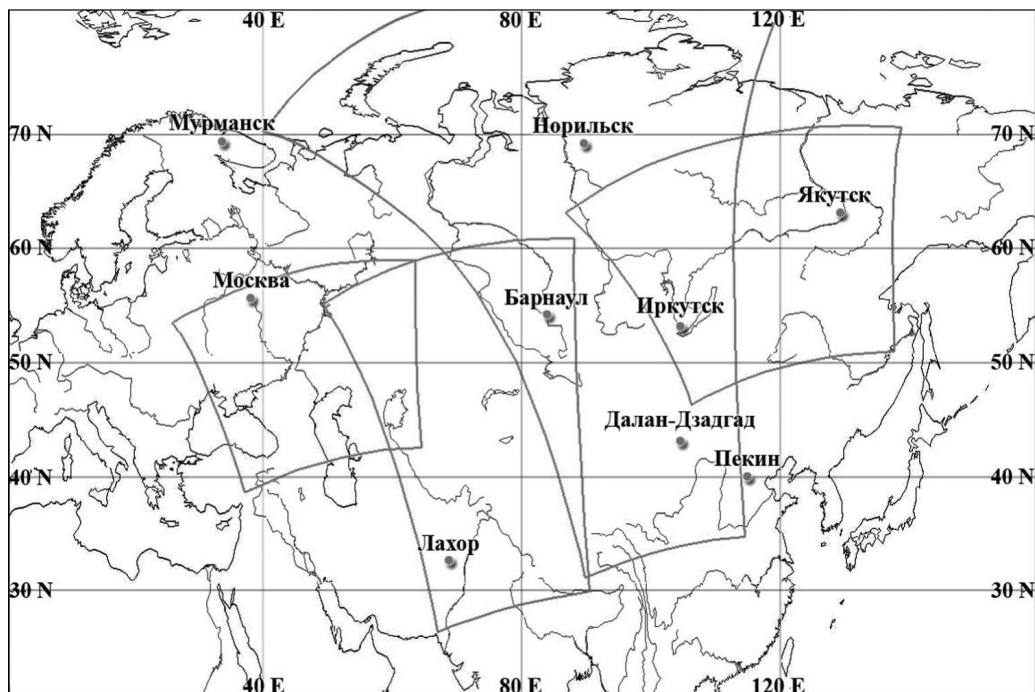 40 E 80 E 120 E
70 N Мурманск Норильск 70 N
Якутск
60 N 60 N
Москва Барнаул Иркутск
50 N 50 N
Далан-Дзадгад
40 N Пекин 40 N
Лахор
30 N 30 N
40 E 80 E 120 E